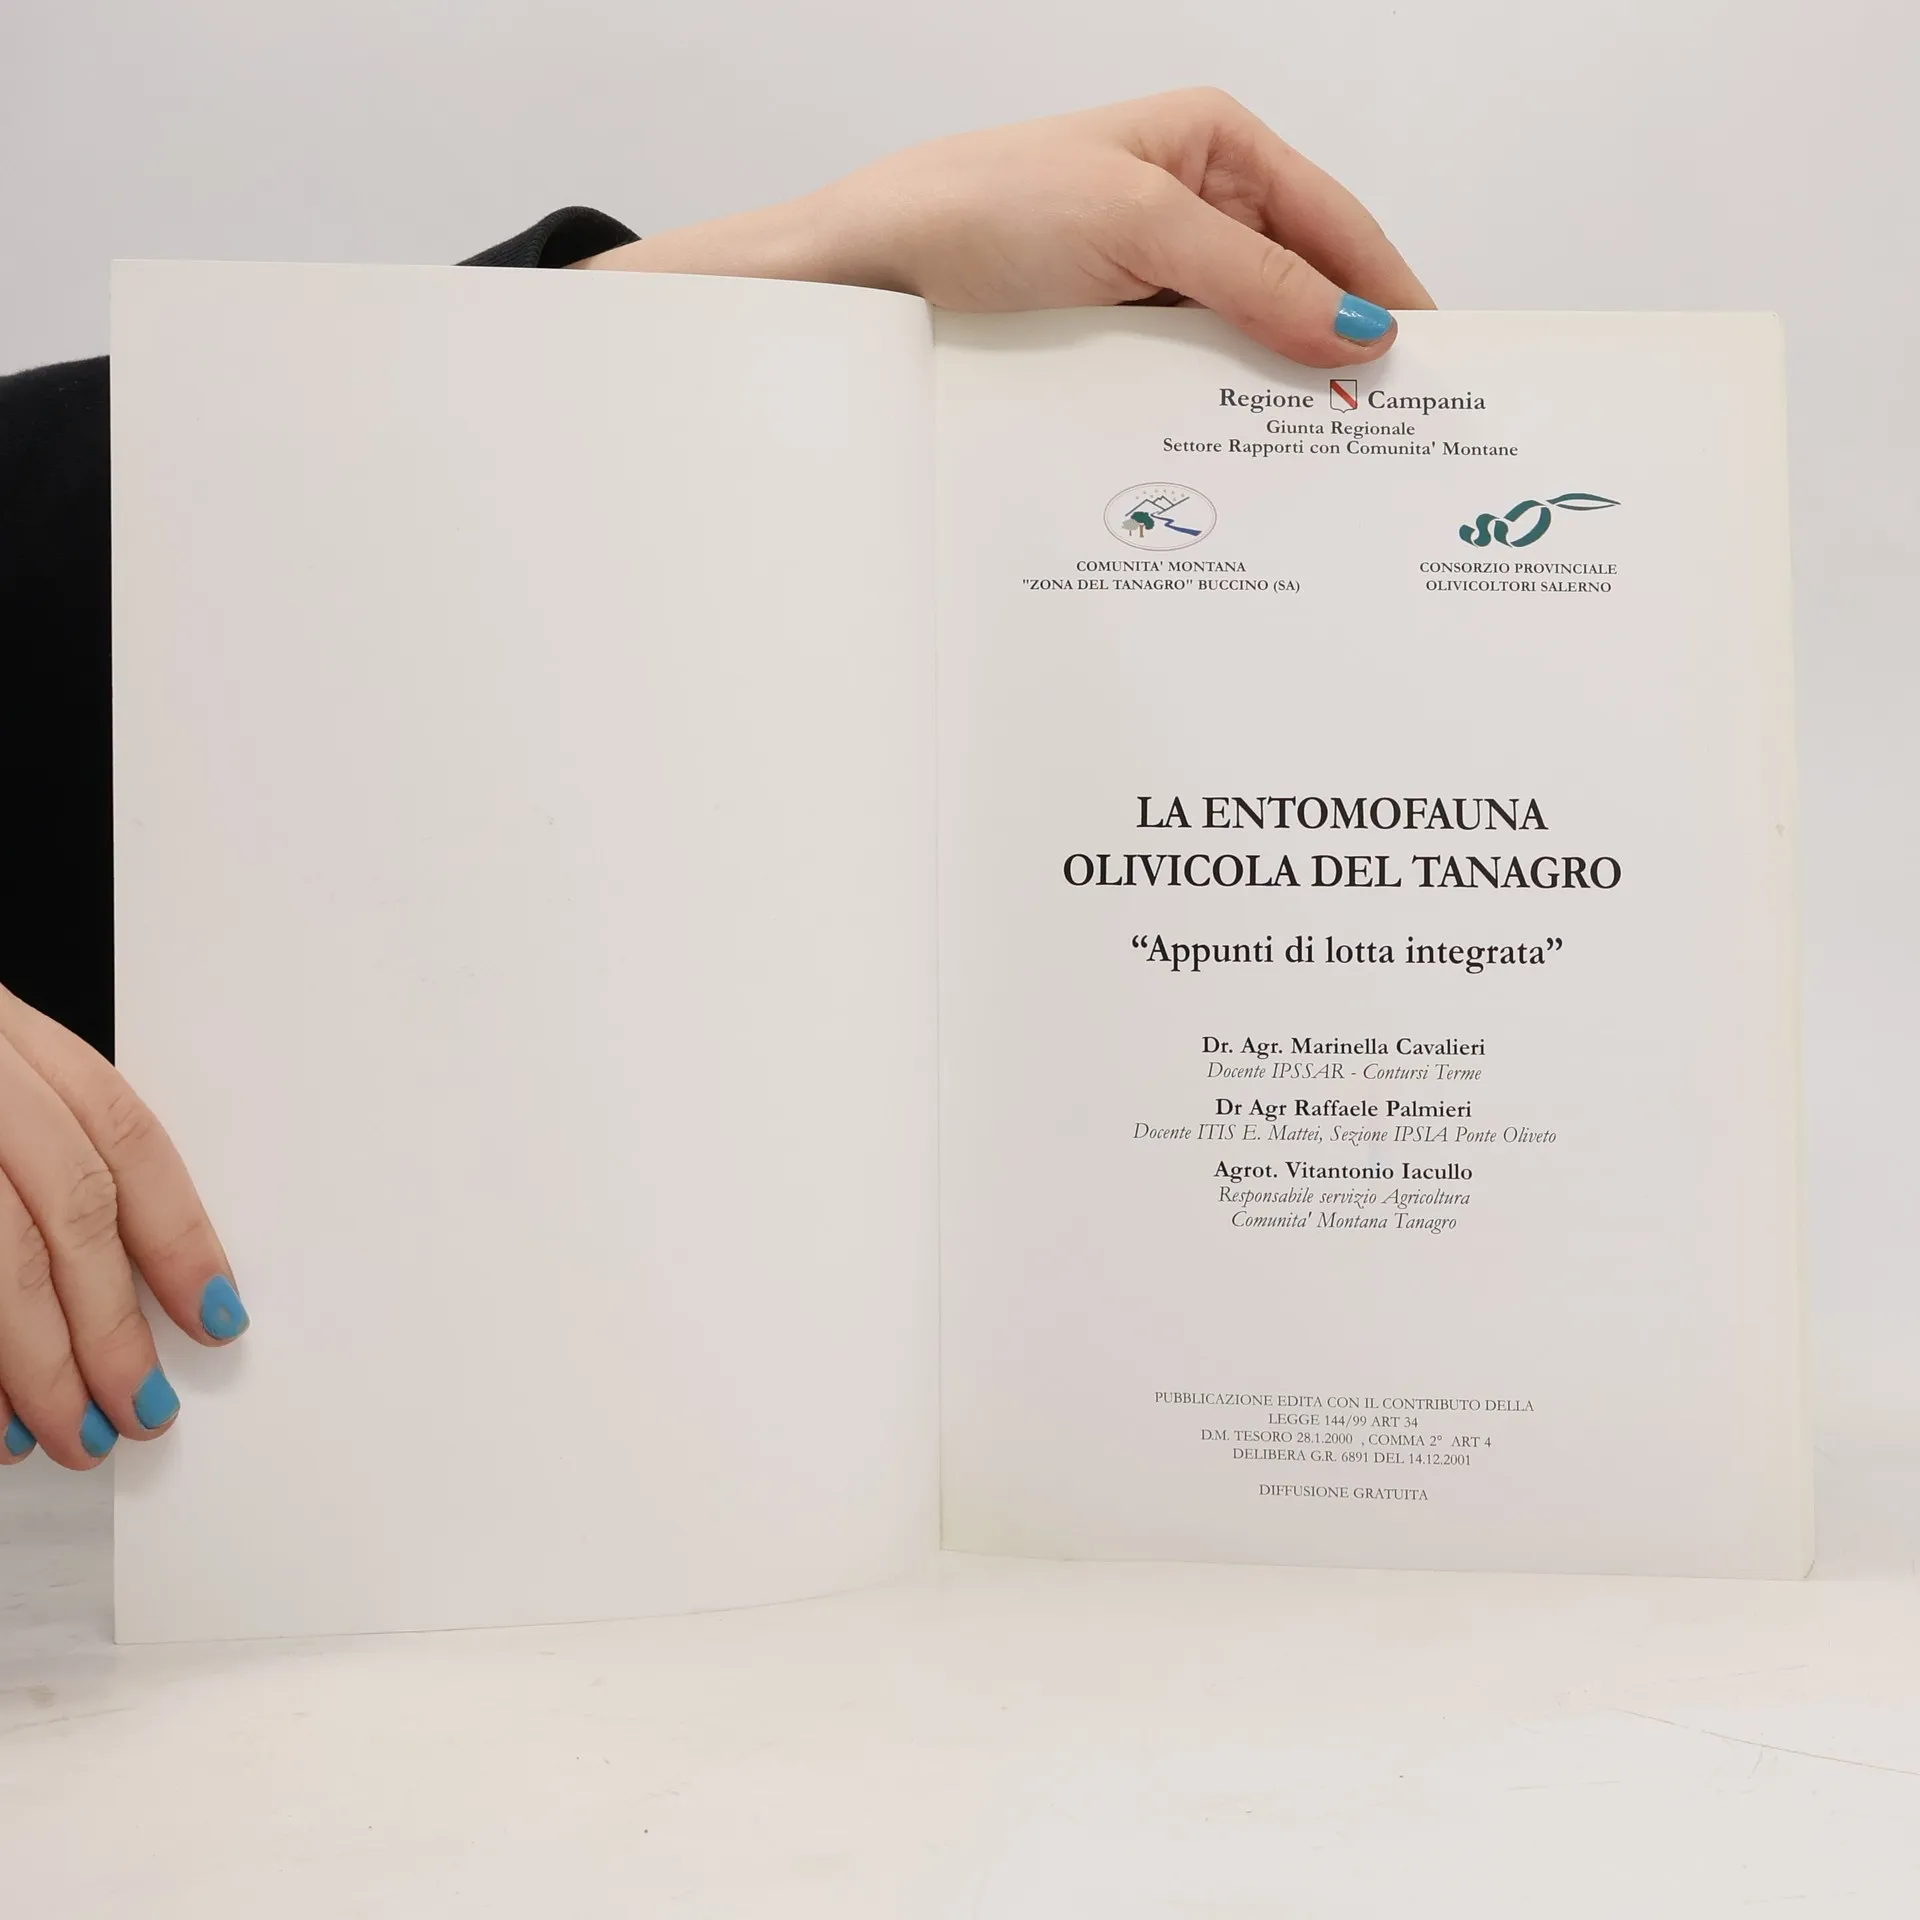 Regione Campania
Giunta Regionale
Settore Rapporti con Comunita' Montane
COMUNITA' MONTANA
"ZONA DEL TANAGRO" BUCCINO (SA)
CONSORZIO PROVINCIALE
OLIVICOLTORI SALERNO
LA ENTOMOFAUNA
OLIVICOLA DEL TANAGRO
“Appunti di lotta integrata”
Dr. Agr. Marinella Cavalieri
Docente IPSSAR - Contursi Terme
Dr Agr Raffaele Palmieri
Docente ITIS E. Mattei, Sezione IPSIA Ponte Oliveto
Agrot. Vitantonio Iacullo
Responsabile servizio Agricoltura
Comunita' Montana Tanagro
PUBBLICAZIONE EDITA CON IL CONTRIBUTO DELLA
LEGGE 144/99 ART 34
D.M. TESORO 28.1.2000 , COMMA 2° ART 4
DELIBERA G.R. 6891 DEL 14.12.2001
DIFFUSIONE GRATUITA